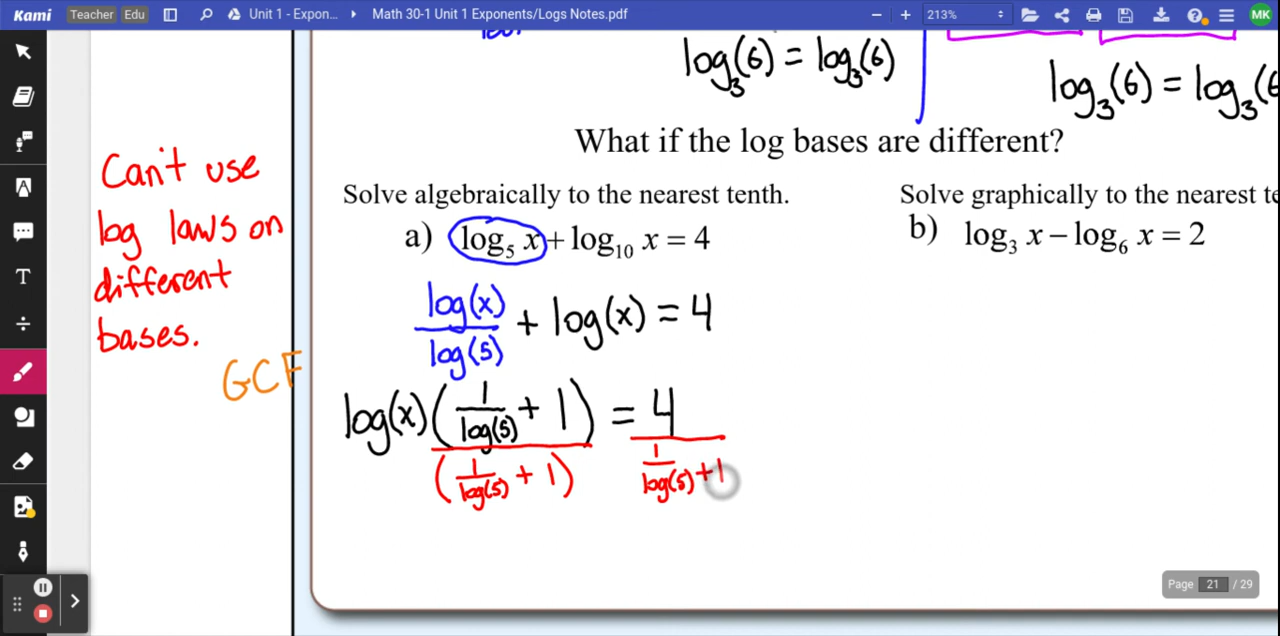 Kami Teacher Edu Unit 1 - Expon... Math 30-1 Unit 1 Exponents/Logs Notes.pdf 213% MK
log₃(6) = log₃(6)
log₃(6) = log₃(6
What if the log bases are different?
Can't use
log laws on
different
bases.
Solve algebraically to the nearest tenth.
a) log₅ x + log₁₀ x = 4
log(x)/log(5) + log(x) = 4
GCF
log(x)(1/log(5) + 1) = 4
(1/log(5) + 1) 1/log(5) + 1
Solve graphically to the nearest te
b) log₃ x − log₆ x = 2
Page 21 / 29